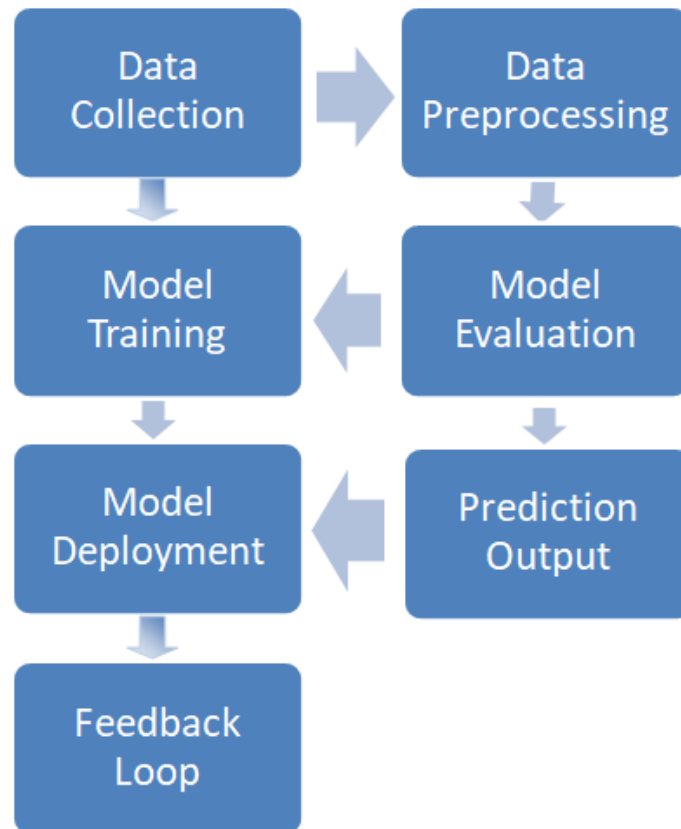 Data
Collection
Data
Preprocessing
Model
Training
Model
Evaluation
Model
Deployment
Prediction
Output
Feedback
Loop